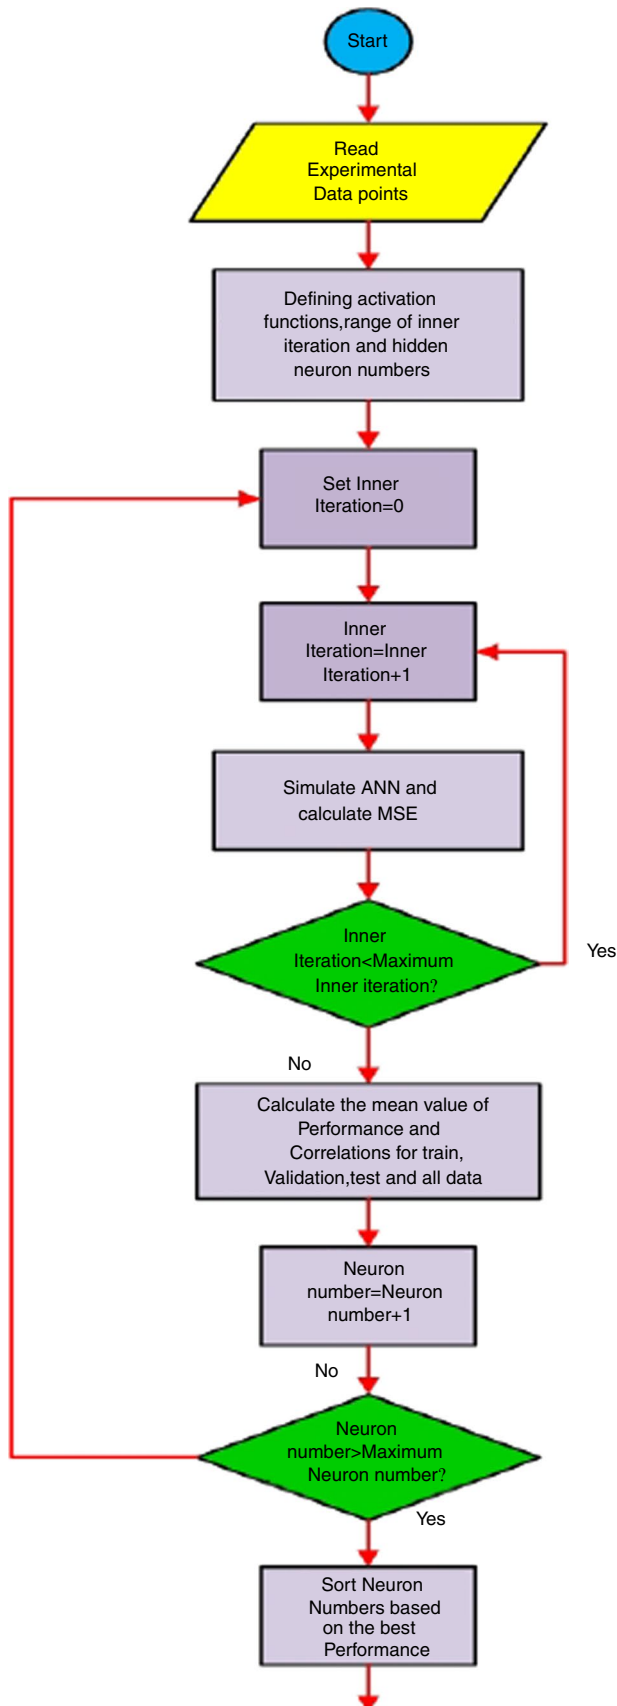 Start
Read
Experimental
Data points
Defining activation
functions,range of inner
iteration and hidden
neuron numbers
Set Inner
Iteration=0
Inner
Iteration=Inner
Iteration+1
Simulate ANN and
calculate MSE
Inner
Iteration<Maximum
Inner iteration?
Yes
No
Calculate the mean value of
Performance and
Correlations for train,
Validation,test and all data
Neuron
number=Neuron
number+1
No
Neuron
number>Maximum
Neuron number?
Yes
Sort Neuron
Numbers based
on the best
Performance